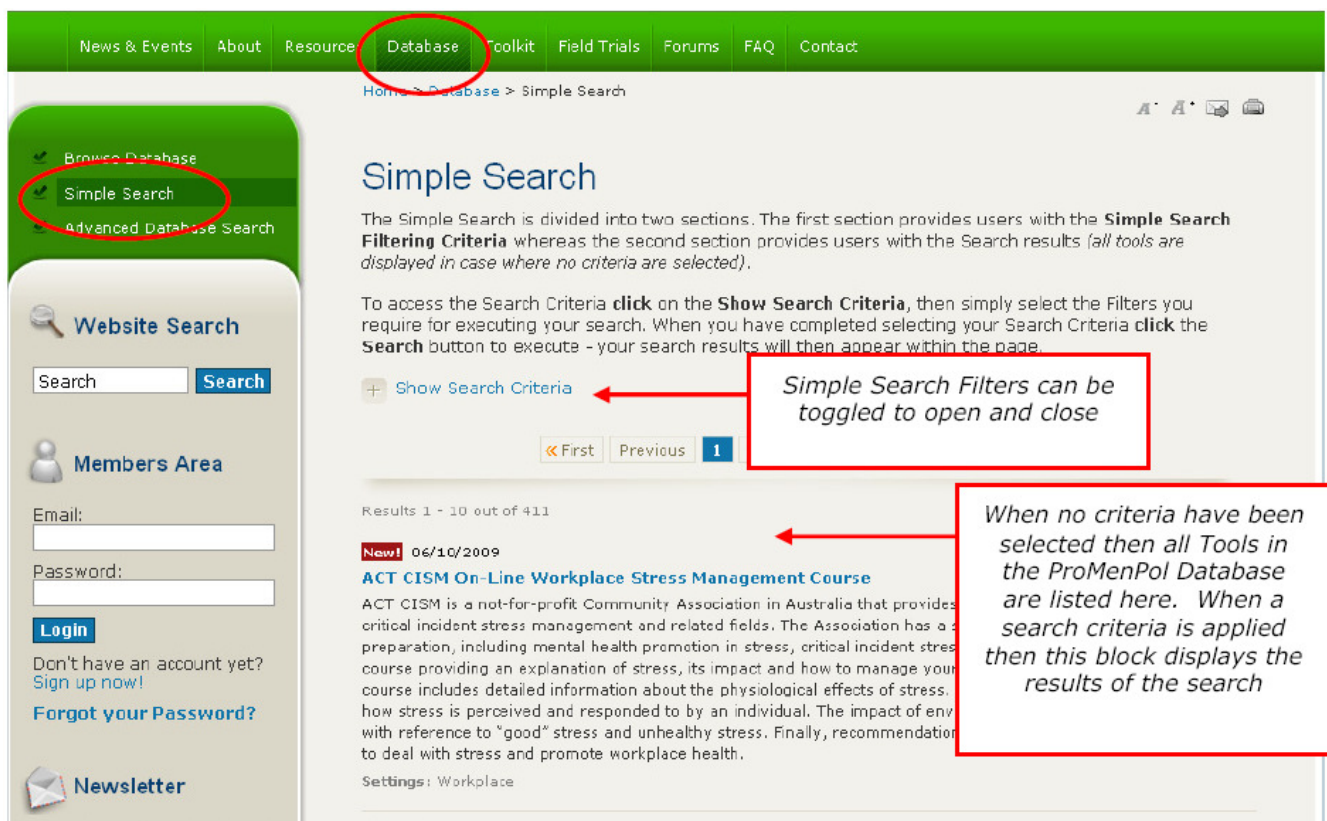 News & Events About Resource Database Toolkit Field Trials Forums FAQ Contact
Home > Database > Simple Search
Browse Database
Simple Search
Advanced Database Search
Website Search
Search Search
Members Area
Email:
Password:
Login
Don't have an account yet?
Sign up now!
Forgot your Password?
Newsletter
Simple Search
The Simple Search is divided into two sections. The first section provides users with the Simple Search
Filtering Criteria whereas the second section provides users with the Search results (all tools are
displayed in case where no criteria are selected).
To access the Search Criteria click on the Show Search Criteria, then simply select the Filters you
require for executing your search. When you have completed selecting your Search Criteria click the
Search button to execute - your search results will then appear within the page.
+ Show Search Criteria
Simple Search Filters can be
toggled to open and close
« First Previous 1
Results 1 - 10 out of 411
New! 06/10/2009
ACT CISM On-Line Workplace Stress Management Course
ACT CISM is a not-for-profit Community Association in Australia that provides
critical incident stress management and related fields. The Association has a
preparation, including mental health promotion in stress, critical incident
course providing an explanation of stress, its impact and how to manage your
course includes detailed information about the physiological effects of stress.
how stress is perceived and responded to by an individual. The impact of
with reference to "good" stress and unhealthy stress. Finally,
to deal with stress and promote workplace health.
Settings: Workplace
When no criteria have been
selected then all Tools in
the ProMenPol Database
are listed here. When a
search criteria is applied
then this block displays the
results of the search